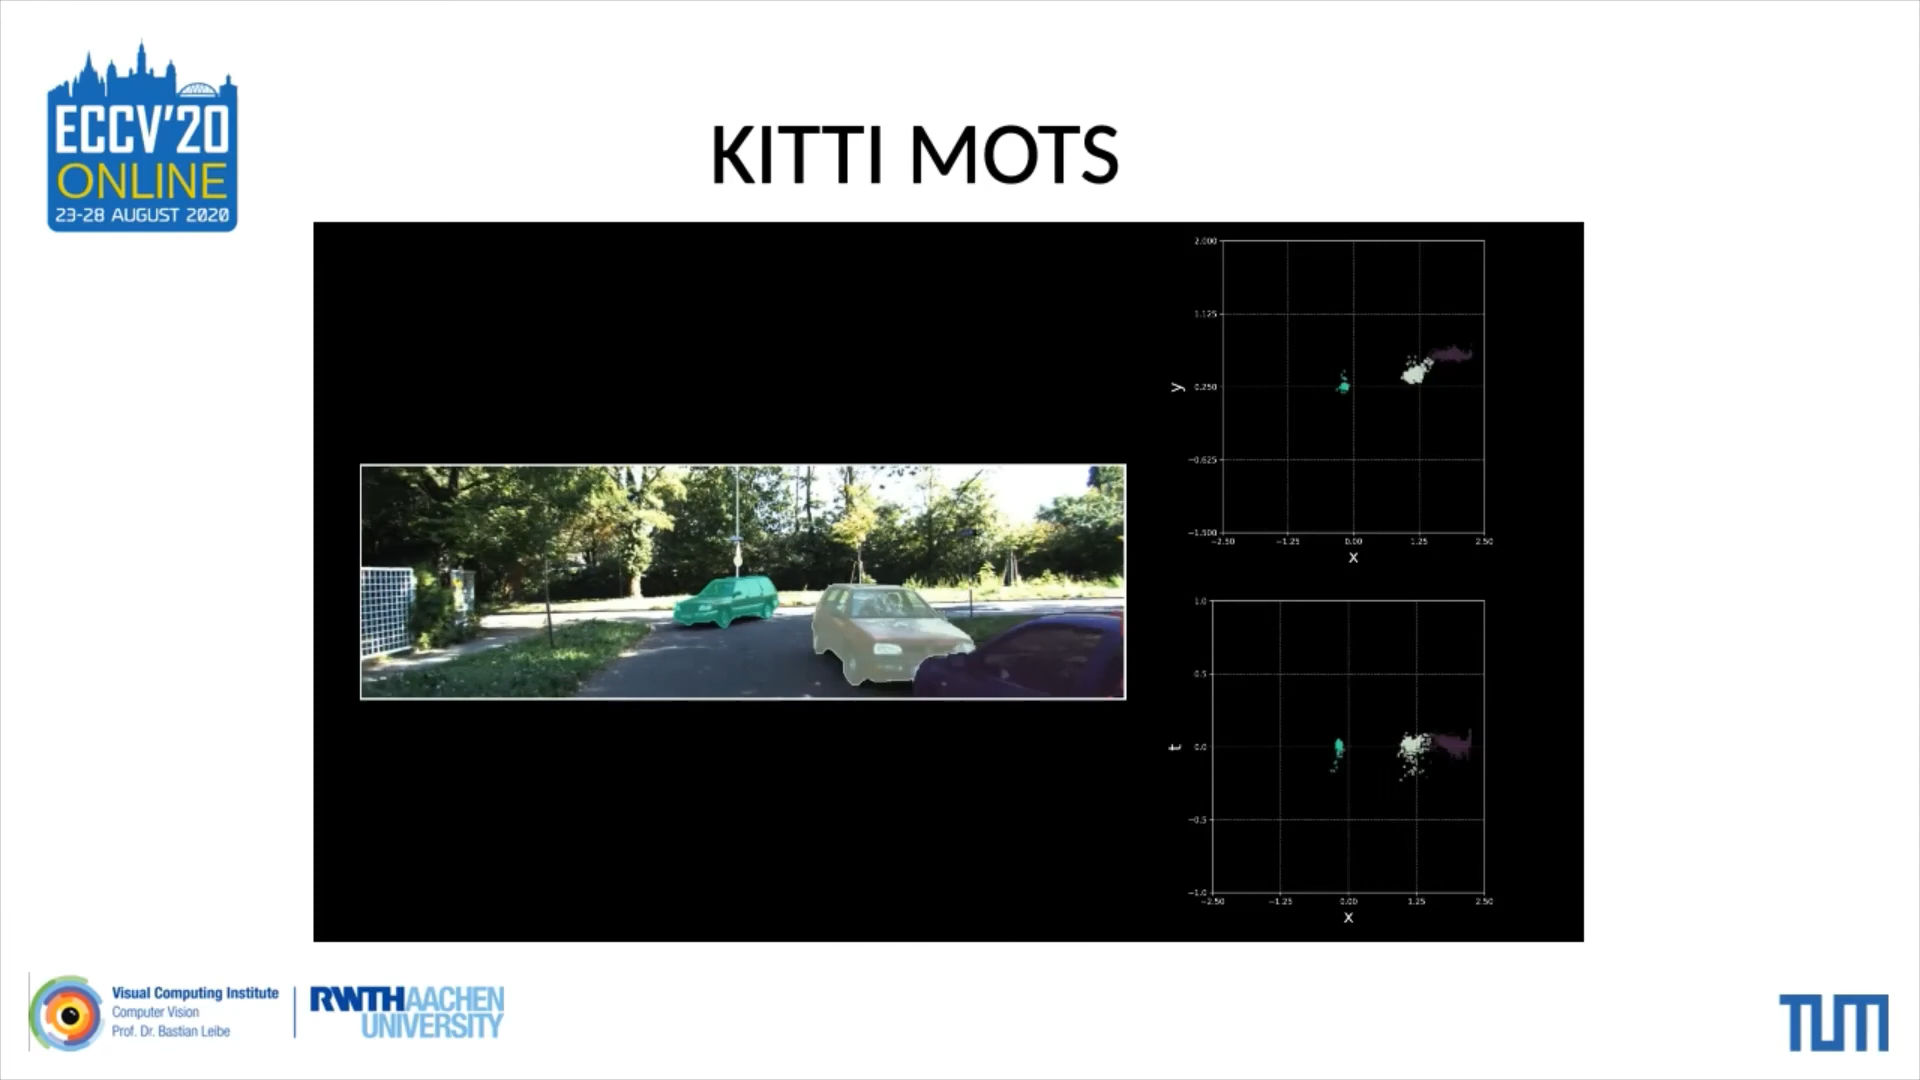 ECCV'20
ONLINE
23-28 AUGUST 2020
KITTI MOTS
2.000
1.125
y 0.250
−0.625
−1.500
−2.50 −1.25 0.00 1.25 2.50
x
1.0
0.5
t 0.0
−0.5
−1.0
−2.50 −1.25 0.00 1.25 2.50
x
Visual Computing Institute
Computer Vision
Prof. Dr. Bastian Leibe
RWTHAACHEN
UNIVERSITY
TUM